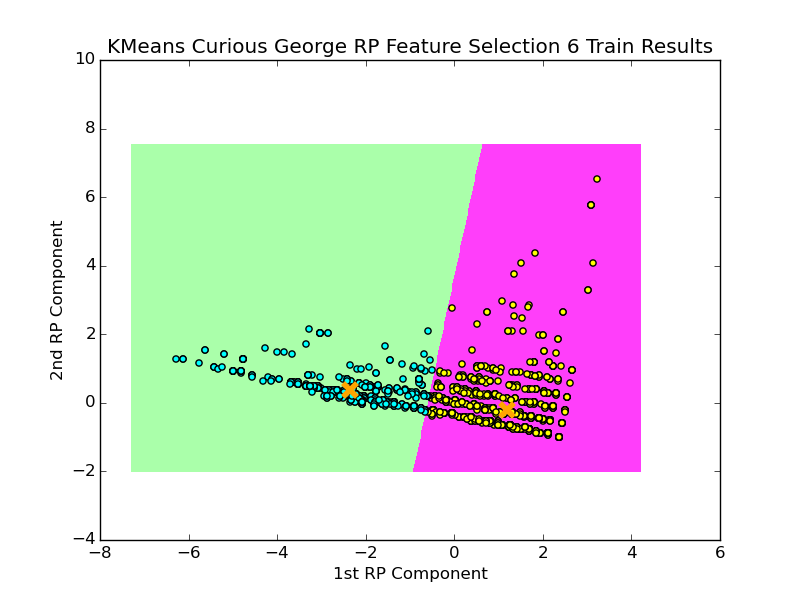 KMeans Curious George RP Feature Selection 6 Train Results
10
8
6
4
2
0
−2
−4
2nd RP Component
−8 −6 −4 −2 0 2 4 6
1st RP Component